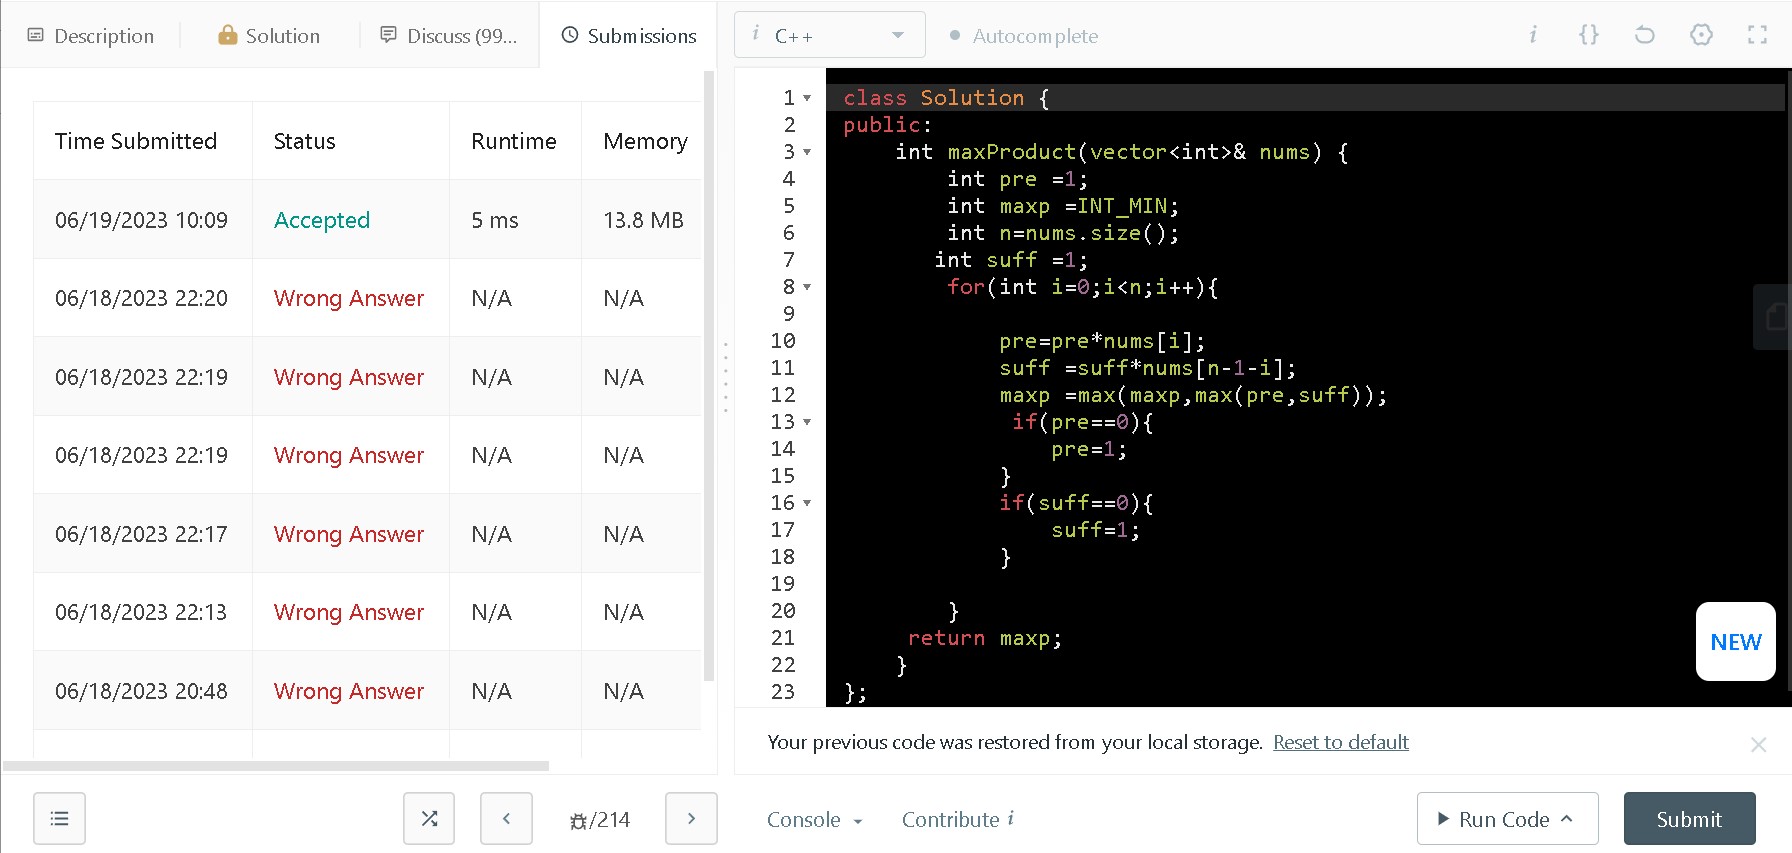 Description
Solution
Discuss (99...
Submissions
i C++
Autocomplete
i {}
Time Submitted Status Runtime Memory
06/19/2023 10:09 Accepted 5 ms 13.8 MB
06/18/2023 22:20 Wrong Answer N/A N/A
06/18/2023 22:19 Wrong Answer N/A N/A
06/18/2023 22:19 Wrong Answer N/A N/A
06/18/2023 22:17 Wrong Answer N/A N/A
06/18/2023 22:13 Wrong Answer N/A N/A
06/18/2023 20:48 Wrong Answer N/A N/A
1 class Solution {
2 public:
3     int maxProduct(vector<int>& nums) {
4         int pre =1;
5         int maxp =INT_MIN;
6         int n=nums.size();
7        int suff =1;
8         for(int i=0;i<n;i++){
9
10             pre=pre*nums[i];
11             suff =suff*nums[n-1-i];
12             maxp =max(maxp,max(pre,suff));
13              if(pre==0){
14                 pre=1;
15             }
16             if(suff==0){
17                 suff=1;
18             }
19
20         }
21      return maxp;
22     }
23 };
NEW
Your previous code was restored from your local storage. Reset to default
/214
Console
Contribute i
Run Code
Submit